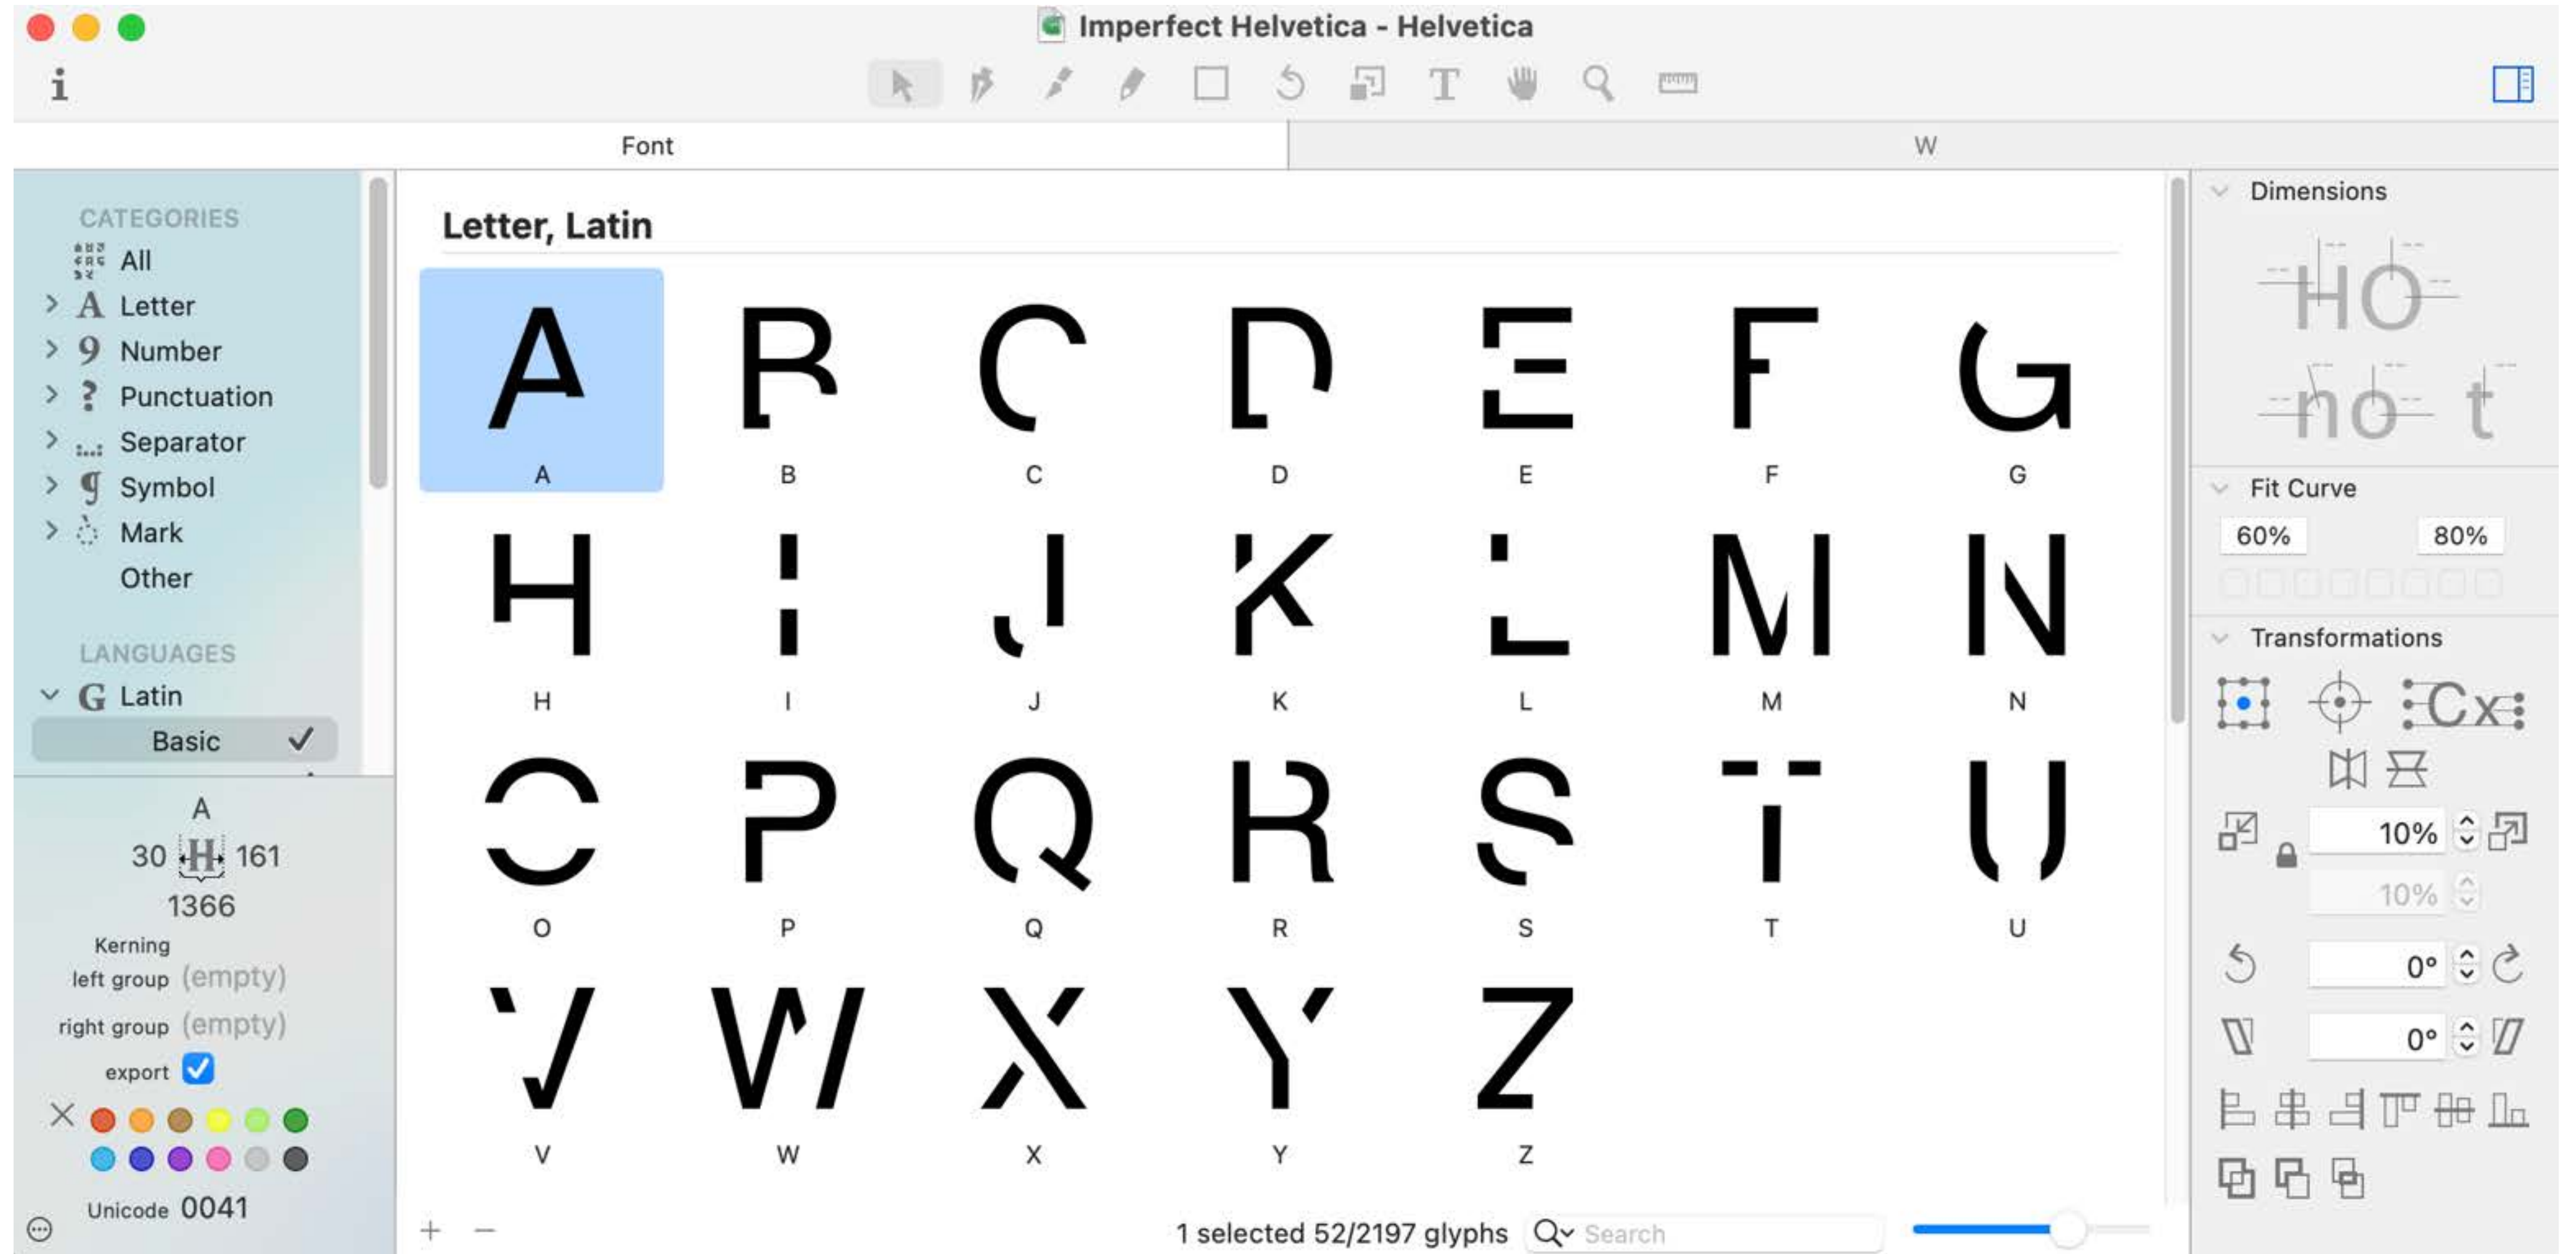 Imperfect Helvetica - Helvetica
i
T
Font
W
CATEGORIES
All
A Letter
9 Number
? Punctuation
Separator
¶ Symbol
Mark
Other
LANGUAGES
G Latin
Basic
A
30 H 161
1366
Kerning
left group (empty)
right group (empty)
export
Unicode 0041
Letter, Latin
A B C D E F G
A B C D E F G
H I J K L M N
H I J K L M N
O P Q R S T U
O P Q R S T U
V W X Y Z
V W X Y Z
+ −
1 selected 52/2197 glyphs
Search
Dimensions
HO
no t
Fit Curve
60% 80%
Transformations
Cx
10%
10%
0°
0°